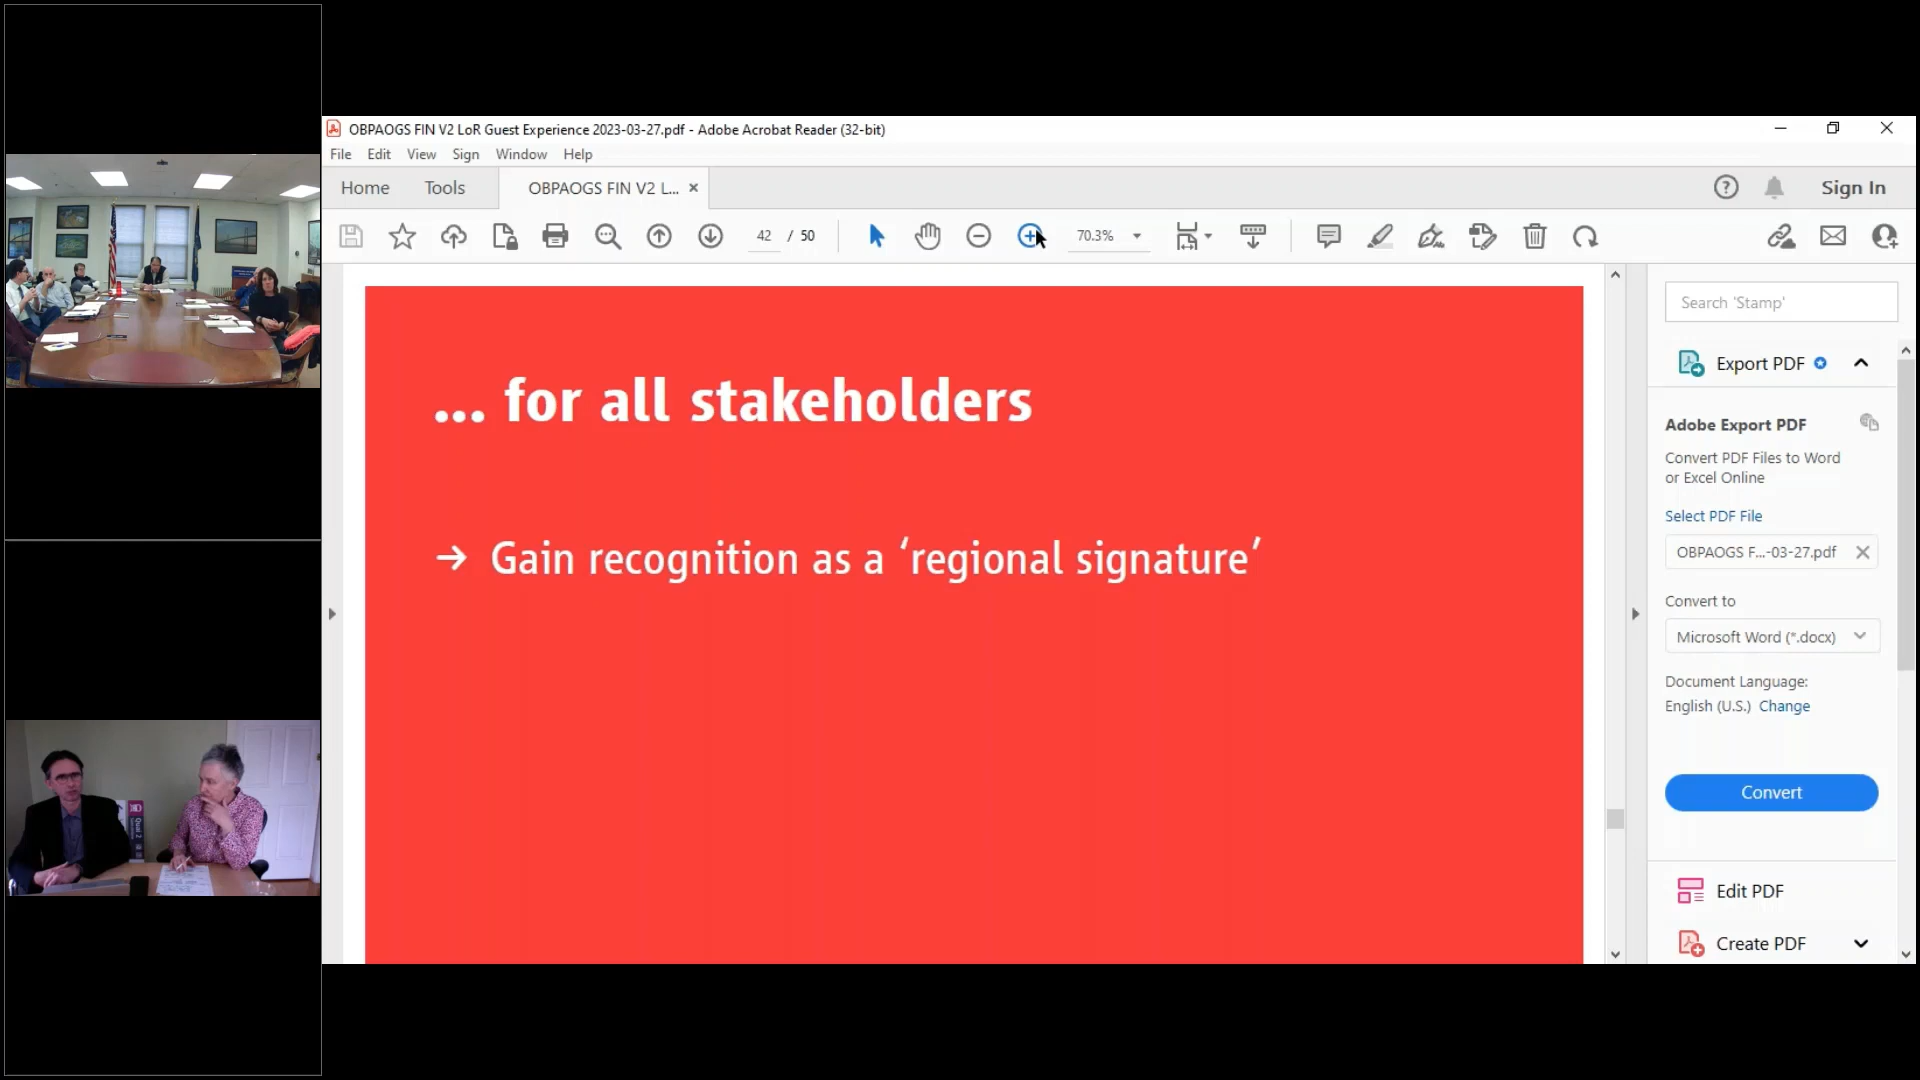 OBPAOGS FIN V2 LoR Guest Experience 2023-03-27.pdf - Adobe Acrobat Reader (32-bit)
File Edit View Sign Window Help
Home Tools OBPAOGS FIN V2 L... Sign In
42 / 50 70.3%
... for all stakeholders
→ Gain recognition as a ‘regional signature’
Search 'Stamp'
Export PDF
Adobe Export PDF
Convert PDF Files to Word
or Excel Online
Select PDF File
OBPAOGS F...-03-27.pdf
Convert to
Microsoft Word (*.docx)
Document Language:
English (U.S.) Change
Convert
Edit PDF
Create PDF